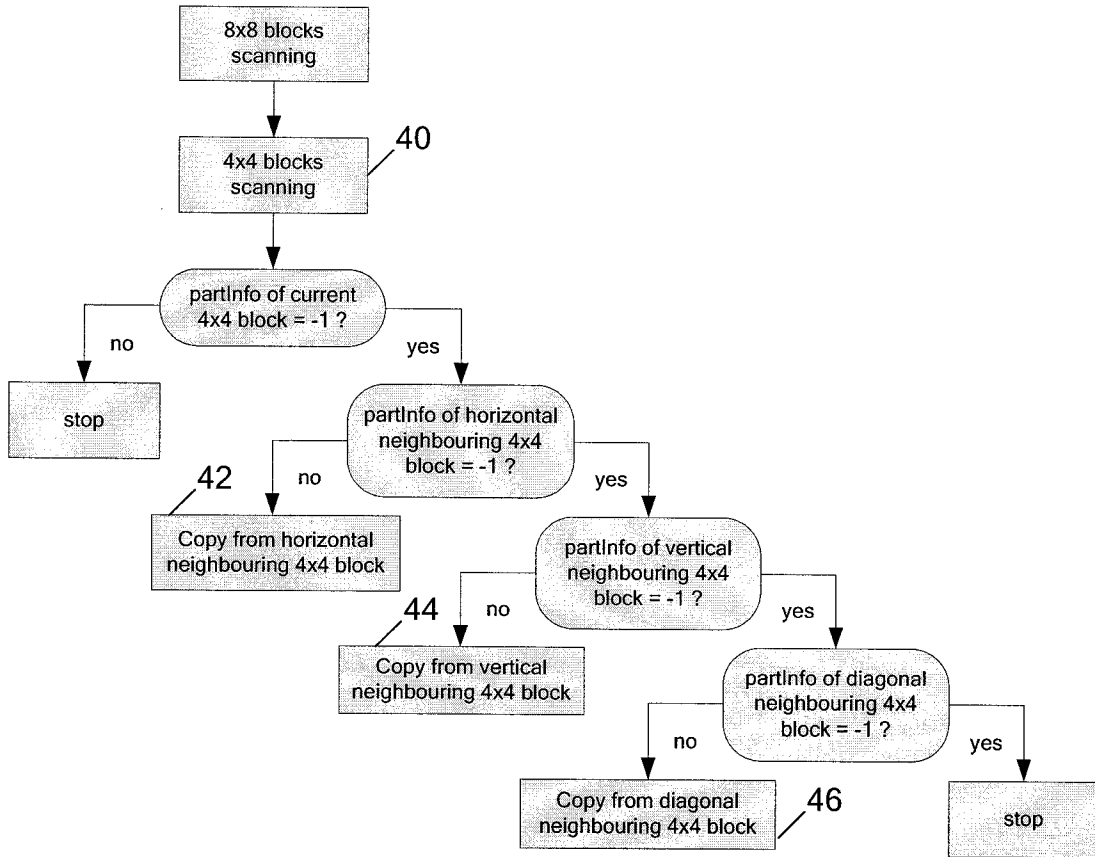 8x8 blocks
scanning
4x4 blocks
scanning
40
partInfo of current
4x4 block = -1 ?
no
yes
stop
partInfo of horizontal
neighbouring 4x4
block = -1 ?
no
yes
42
Copy from horizontal
neighbouring 4x4 block
partInfo of vertical
neighbouring 4x4
block = -1 ?
no
yes
44
Copy from vertical
neighbouring 4x4 block
partInfo of diagonal
neighbouring 4x4
block = -1 ?
no
yes
Copy from diagonal
neighbouring 4x4 block
46
stop